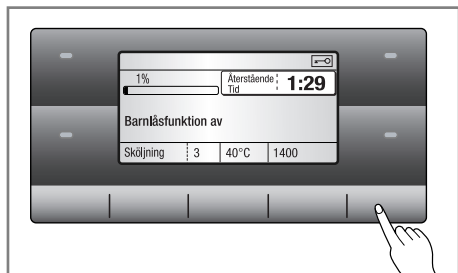 1%
Återstående Tid
1:29
Barnlåsfunktion av
Sköljning 3 40°C 1400